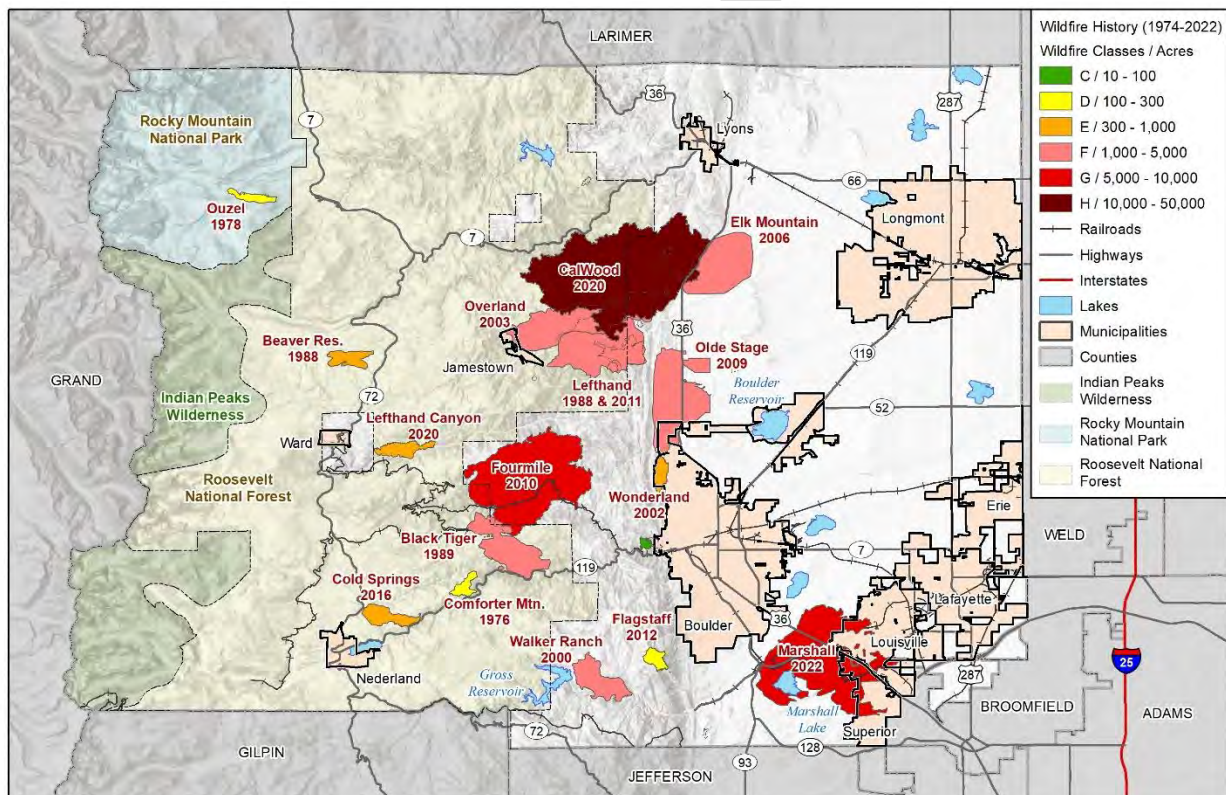 LARIMER
Rocky Mountain
National Park
7
36
287
Lyons
66
Longmont
Ouzel
1978
7
Elk Mountain
2006
CalWood
2020
Overland
2003
36
119
Beaver Res.
1988
Jamestown
Olde Stage
2009
GRAND
Lefthand
1988 & 2011
Boulder
Reservoir
Indian Peaks
Wilderness
72
52
Lefthand Canyon
2020
Ward
Fourmile
2010
Roosevelt
National Forest
Wonderland
2002
Erie
Black Tiger
1989
119
7
WELD
Cold Springs
2016
Comforter Mtn.
1976
Lafayette
Flagstaff
2012
Boulder
36
Louisville
Walker Ranch
2000
Marshall
2022
Nederland
Gross
Reservoir
287
25
Marshall
Lake
Superior
BROOMFIELD
ADAMS
GILPIN
72
93
128
JEFFERSON
Wildfire History (1974-2022)
Wildfire Classes / Acres
C / 10 - 100
D / 100 - 300
E / 300 - 1,000
F / 1,000 - 5,000
G / 5,000 - 10,000
H / 10,000 - 50,000
Railroads
Highways
Interstates
Lakes
Municipalities
Counties
Indian Peaks
Wilderness
Rocky Mountain
National Park
Roosevelt National
Forest